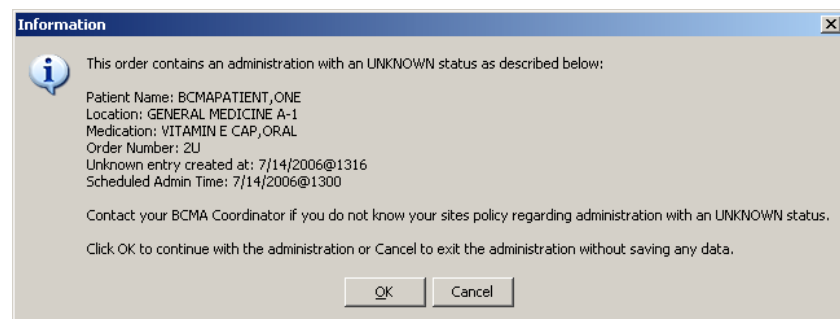 Information
This order contains an administration with an UNKNOWN status as described below:
Patient Name: BCMAPATIENT,ONE
Location: GENERAL MEDICINE A-1
Medication: VITAMIN E CAP,ORAL
Order Number: 2U
Unknown entry created at: 7/14/2006@1316
Scheduled Admin Time: 7/14/2006@1300
Contact your BCMA Coordinator if you do not know your sites policy regarding administration with an UNKNOWN status.
Click OK to continue with the administration or Cancel to exit the administration without saving any data.
OK Cancel